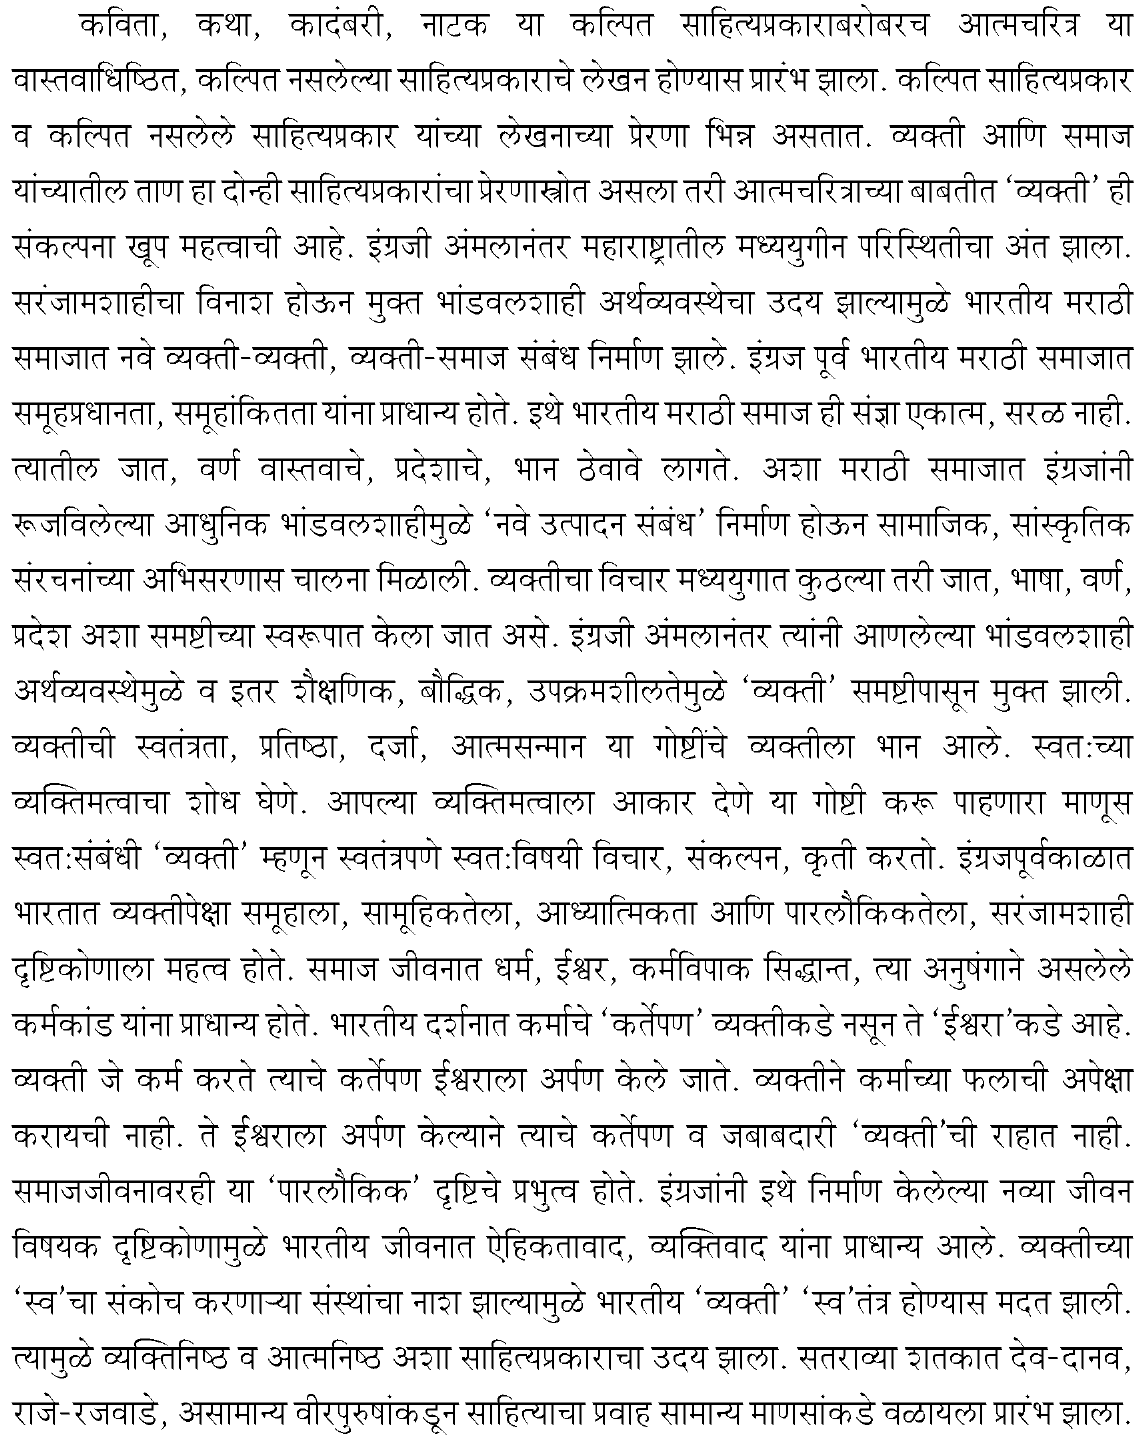 कविता, कथा, कादंबरी, नाटक या कल्पित साहित्यप्रकाराबरोबरच आत्मचरित्र या
वास्तवाधिष्ठित, कल्पित नसलेल्या साहित्यप्रकाराचे लेखन होण्यास प्रारंभ झाला. कल्पित साहित्यप्रकार
व कल्पित नसलेले साहित्यप्रकार यांच्या लेखनाच्या प्रेरणा भिन्न असतात. व्यक्ती आणि समाज
यांच्यातील ताण हा दोन्ही साहित्यप्रकारांचा प्रेरणास्त्रोत असला तरी आत्मचरित्राच्या बाबतीत ‘व्यक्ती’ ही
संकल्पना खूप महत्वाची आहे. इंग्रजी अंमलानंतर महाराष्ट्रातील मध्ययुगीन परिस्थितीचा अंत झाला.
सरंजामशाहीचा विनाश होऊन मुक्त भांडवलशाही अर्थव्यवस्थेचा उदय झाल्यामुळे भारतीय मराठी
समाजात नवे व्यक्ती-व्यक्ती, व्यक्ती-समाज संबंध निर्माण झाले. इंग्रज पूर्व भारतीय मराठी समाजात
समूहप्रधानता, समूहांकितता यांना प्राधान्य होते. इथे भारतीय मराठी समाज ही संज्ञा एकात्म, सरळ नाही.
त्यातील जात, वर्ण वास्तवाचे, प्रदेशाचे, भान ठेवावे लागते. अशा मराठी समाजात इंग्रजांनी
रूजविलेल्या आधुनिक भांडवलशाहीमुळे ‘नवे उत्पादन संबंध’ निर्माण होऊन सामाजिक, सांस्कृतिक
संरचनांच्या अभिसरणास चालना मिळाली. व्यक्तीचा विचार मध्ययुगात कुठल्या तरी जात, भाषा, वर्ण,
प्रदेश अशा समष्टीच्या स्वरूपात केला जात असे. इंग्रजी अंमलानंतर त्यांनी आणलेल्या भांडवलशाही
अर्थव्यवस्थेमुळे व इतर शैक्षणिक, बौद्धिक, उपक्रमशीलतेमुळे ‘व्यक्ती’ समष्टीपासून मुक्त झाली.
व्यक्तीची स्वतंत्रता, प्रतिष्ठा, दर्जा, आत्मसन्मान या गोष्टींचे व्यक्तीला भान आले. स्वतःच्या
व्यक्तिमत्वाचा शोध घेणे. आपल्या व्यक्तिमत्वाला आकार देणे या गोष्टी करू पाहणारा माणूस
स्वतःसंबंधी ‘व्यक्ती’ म्हणून स्वतंत्रपणे स्वतःविषयी विचार, संकल्पन, कृती करतो. इंग्रजपूर्वकाळात
भारतात व्यक्तीपेक्षा समूहाला, सामूहिकतेला, आध्यात्मिकता आणि पारलौकिकतेला, सरंजामशाही
दृष्टिकोणाला महत्व होते. समाज जीवनात धर्म, ईश्वर, कर्मविपाक सिद्धान्त, त्या अनुषंगाने असलेले
कर्मकांड यांना प्राधान्य होते. भारतीय दर्शनात कर्माचे ‘कर्तेपण’ व्यक्तीकडे नसून ते ‘ईश्वरा’कडे आहे.
व्यक्ती जे कर्म करते त्याचे कर्तेपण ईश्वराला अर्पण केले जाते. व्यक्तीने कर्माच्या फलाची अपेक्षा
करायची नाही. ते ईश्वराला अर्पण केल्याने त्याचे कर्तेपण व जबाबदारी ‘व्यक्ती’ची राहात नाही.
समाजजीवनावरही या ‘पारलौकिक’ दृष्टिचे प्रभुत्व होते. इंग्रजांनी इथे निर्माण केलेल्या नव्या जीवन
विषयक दृष्टिकोणामुळे भारतीय जीवनात ऐहिकतावाद, व्यक्तिवाद यांना प्राधान्य आले. व्यक्तीच्या
‘स्व’चा संकोच करणाऱ्या संस्थांचा नाश झाल्यामुळे भारतीय ‘व्यक्ती’ ‘स्व’तंत्र होण्यास मदत झाली.
त्यामुळे व्यक्तिनिष्ठ व आत्मनिष्ठ अशा साहित्यप्रकाराचा उदय झाला. सतराव्या शतकात देव-दानव,
राजे-रजवाडे, असामान्य वीरपुरुषांकडून साहित्याचा प्रवाह सामान्य माणसांकडे वळायला प्रारंभ झाला.